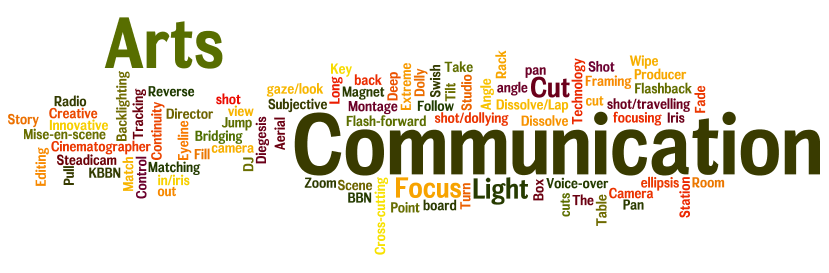 Arts
Communication
Story
Radio
Creative
Innovative
Mise-en-scene
Cinematographer
Steadicam
Editing
Pull
KBBN
Backlighting
Tracking
Reverse
Continuity
Director
Match
Control
Matching
in/iris
out
Eyeline
Fill
Bridging
camera
shot
view
Jump
DJ
Diegesis
Aerial
gaze/look
Subjective
Key
Long
back
Magnet
Montage
Flash-forward
Deep
Extreme
Dolly
Swish
Follow
Take
Tilt
Studio
shot/dollying
Angle
Rack
angle
pan
Cut
Dissolve/Lap
Dissolve
Technology
Shot
Framing
cut
shot/travelling
focusing
Iris
Wipe
Producer
Flashback
Fade
Zoom
Scene
BBN
Cross-cutting
Focus
Point
board
Turn
Light
Box
Voice-over
cuts
The
Table
Camera
Pan
ellipsis
Station
Room